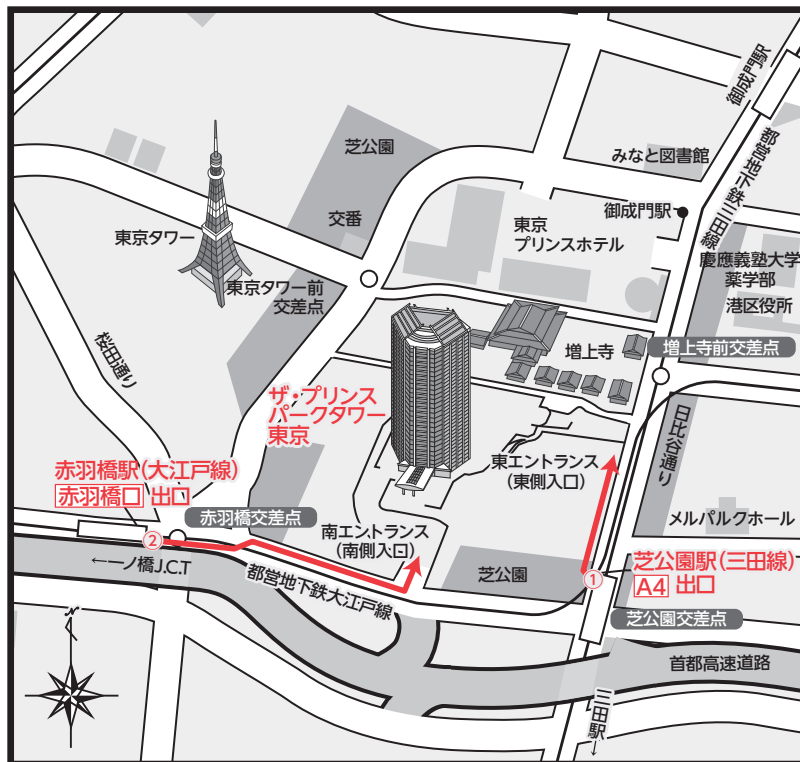 御成門駅
都営地下鉄三田線
芝公園
みなと図書館
交番
御成門駅
東京
プリンスホテル
東京タワー
慶應義塾大学
薬学部
港区役所
東京タワー前
交差点
桜田通り
増上寺
増上寺前交差点
ザ・プリンス
パークタワー
東京
日比谷通り
赤羽橋駅(大江戸線)
赤羽橋口 出口
東エントランス
(東側入口)
赤羽橋交差点
メルパルクホール
南エントランス
(南側入口)
②
←一ノ橋J.C.T
芝公園
芝公園駅(三田線)
①
A4 出口
都営地下鉄大江戸線
芝公園交差点
N
首都高速道路
三田駅→